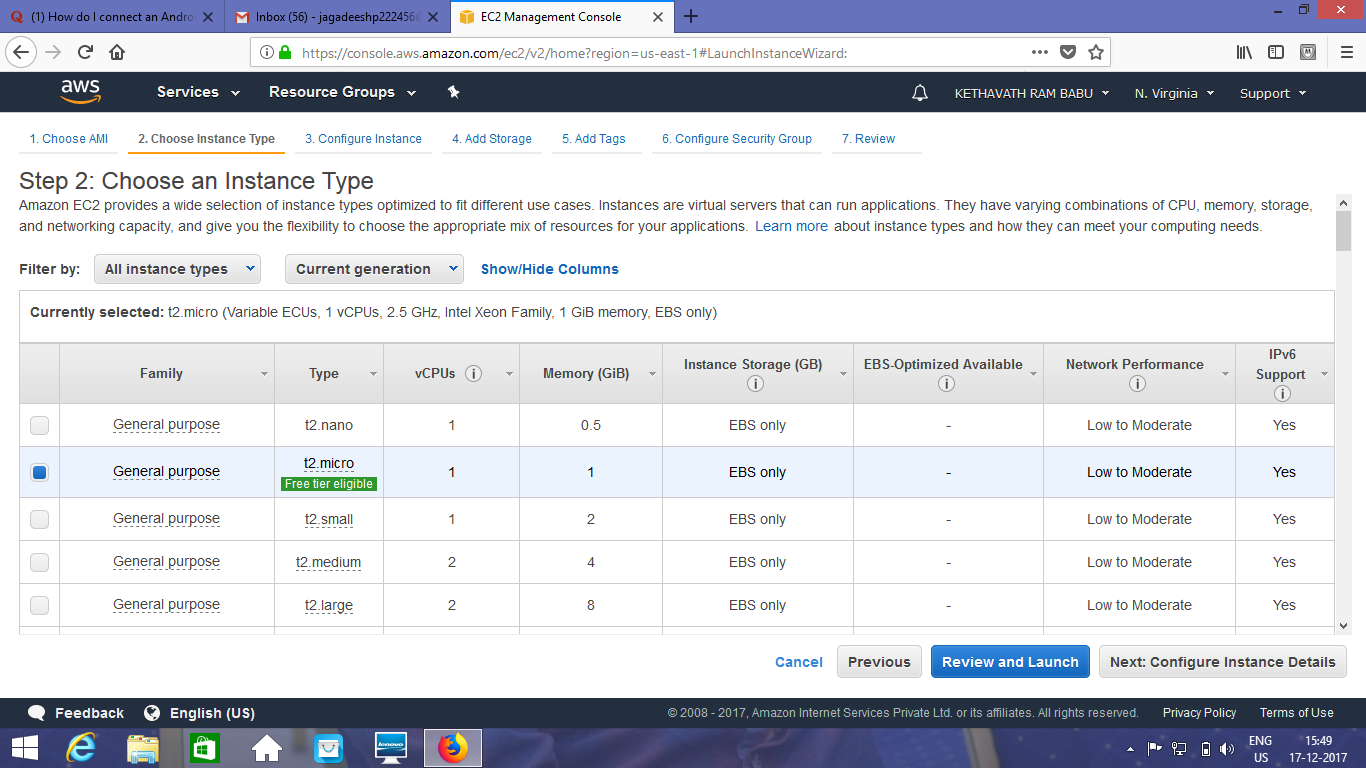 (1) How do I connect an Andro
Inbox (56) - jagadeeshp222456@
EC2 Management Console
https://console.aws.amazon.com/ec2/v2/home?region=us-east-1#LaunchInstanceWizard:
aws Services Resource Groups KETHAVATH RAM BABU N. Virginia Support
1. Choose AMI 2. Choose Instance Type 3. Configure Instance 4. Add Storage 5. Add Tags 6. Configure Security Group 7. Review
Step 2: Choose an Instance Type
Amazon EC2 provides a wide selection of instance types optimized to fit different use cases. Instances are virtual servers that can run applications. They have varying combinations of CPU, memory, storage,
and networking capacity, and give you the flexibility to choose the appropriate mix of resources for your applications. Learn more about instance types and how they can meet your computing needs.
Filter by: All instance types Current generation Show/Hide Columns
Currently selected: t2.micro (Variable ECUs, 1 vCPUs, 2.5 GHz, Intel Xeon Family, 1 GiB memory, EBS only)
Family Type vCPUs Memory (GiB) Instance Storage (GB) EBS-Optimized Available Network Performance IPv6 Support
General purpose t2.nano 1 0.5 EBS only - Low to Moderate Yes
General purpose t2.micro 1 1 EBS only - Low to Moderate Yes
Free tier eligible
General purpose t2.small 1 2 EBS only - Low to Moderate Yes
General purpose t2.medium 2 4 EBS only - Low to Moderate Yes
General purpose t2.large 2 8 EBS only - Low to Moderate Yes
Cancel Previous Review and Launch Next: Configure Instance Details
Feedback English (US) © 2008 - 2017, Amazon Internet Services Private Ltd. or its affiliates. All rights reserved. Privacy Policy Terms of Use
lenovo
ENG 15:49
US 17-12-2017